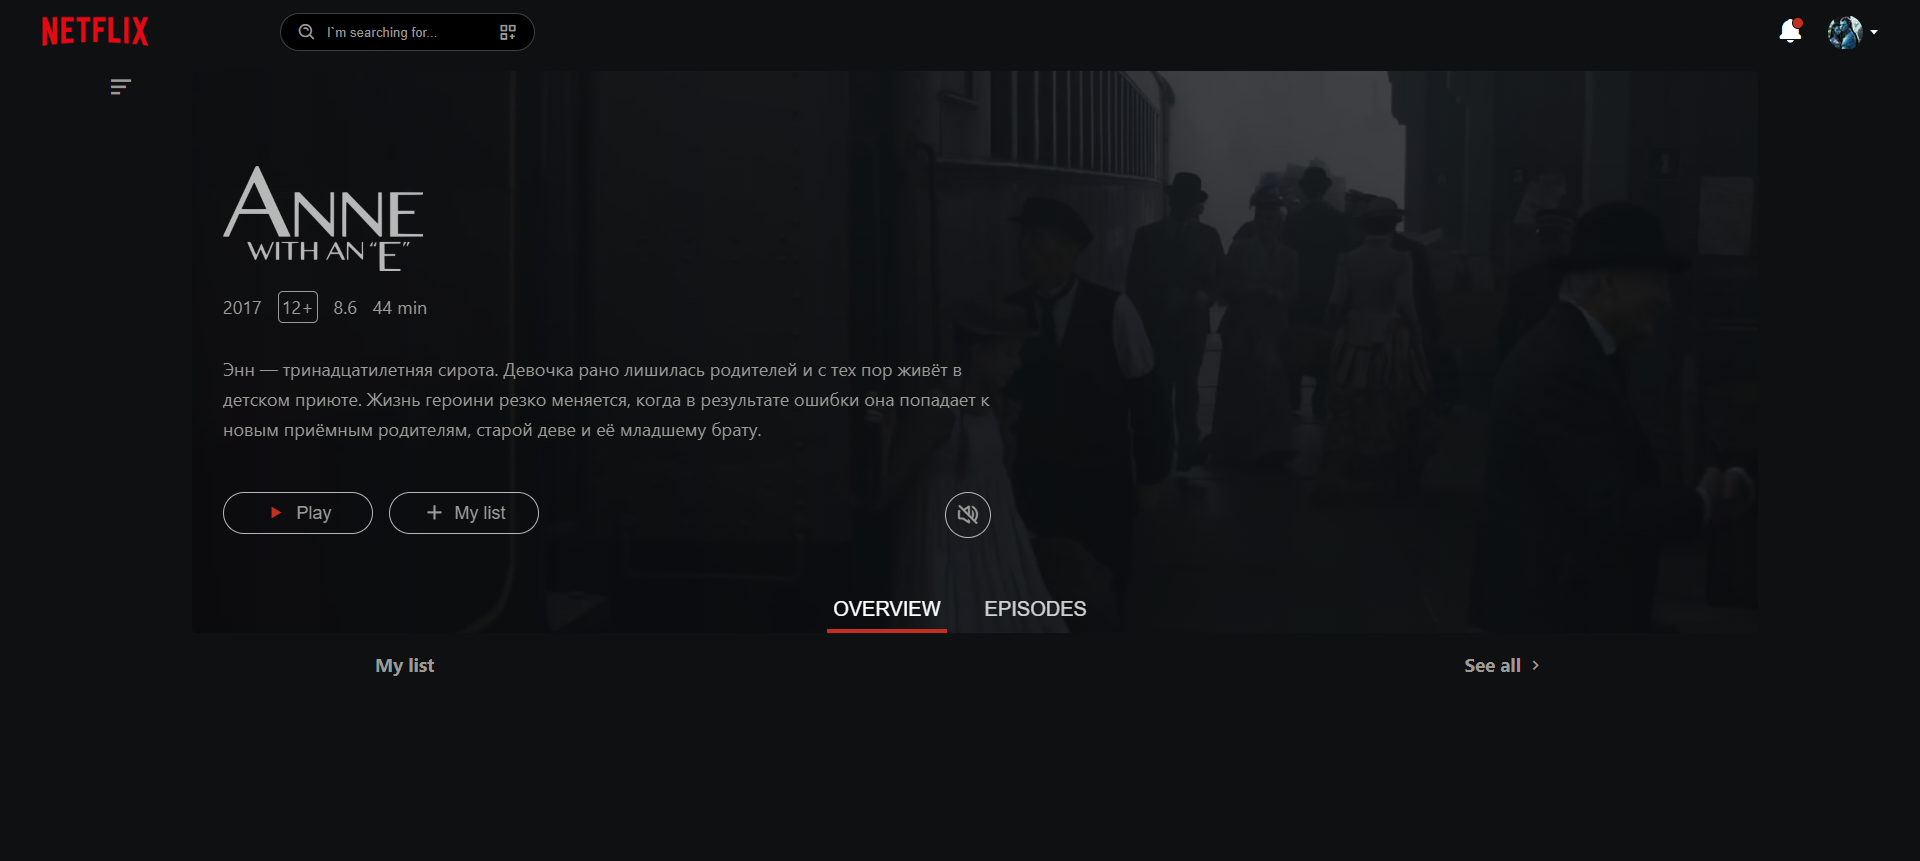 NETFLIX
I`m searching for...
ANNE
WITH AN “E”
2017 12+ 8.6 44 min
Энн — тринадцатилетняя сирота. Девочка рано лишилась родителей и с тех пор живёт в
детском приюте. Жизнь героини резко меняется, когда в результате ошибки она попадает к
новым приёмным родителям, старой деве и её младшему брату.
Play My list
OVERVIEW EPISODES
My list See all